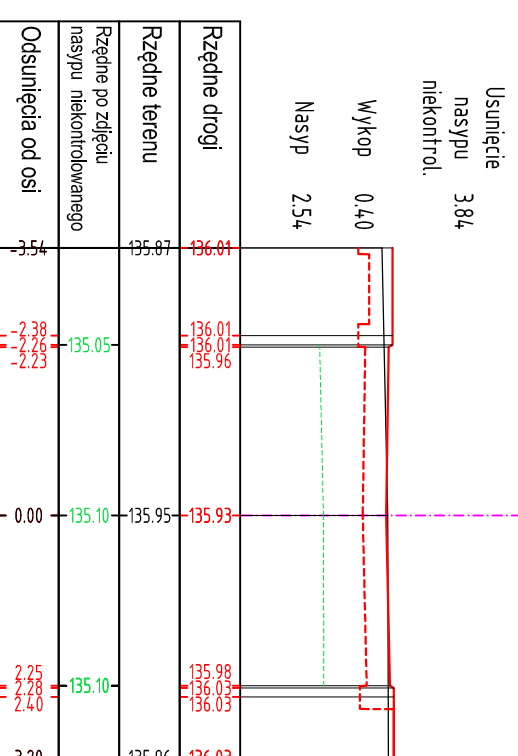 Usunięcie
nasypu 3.84
niekontrol.
Wykop 0.40
Nasyp 2.54
Rzędne drogi
136.01
136.01
136.01
135.96
135.93
135.98
136.03
136.03
Rzędne terenu
135.87
135.95
Rzędne po zdjęciu
nasypu niekontrolowanego
135.05
135.10
135.10
Odsunięcia od osi
-3.54
-2.38
-2.26
-2.23
0.00
2.25
2.28
2.40